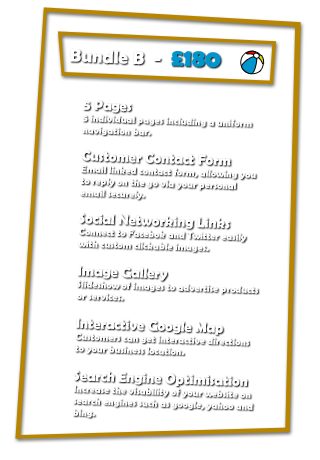 Bundle B - £180
5 Pages
5 individual pages including a uniform
navigation bar.
Customer Contact Form
Email linked contact form, allowing you
to reply on the go via your personal
email securely.
Social Networking Links
Connect to Facebok and Twitter easily
with custom clickable images.
Image Gallery
Slideshow of images to advertise products
or services.
Interactive Google Map
Customers can get interactive directions
to your business location.
Search Engine Optimisation
Increase the visability of your website on
search engines such as google, yahoo and
bing.